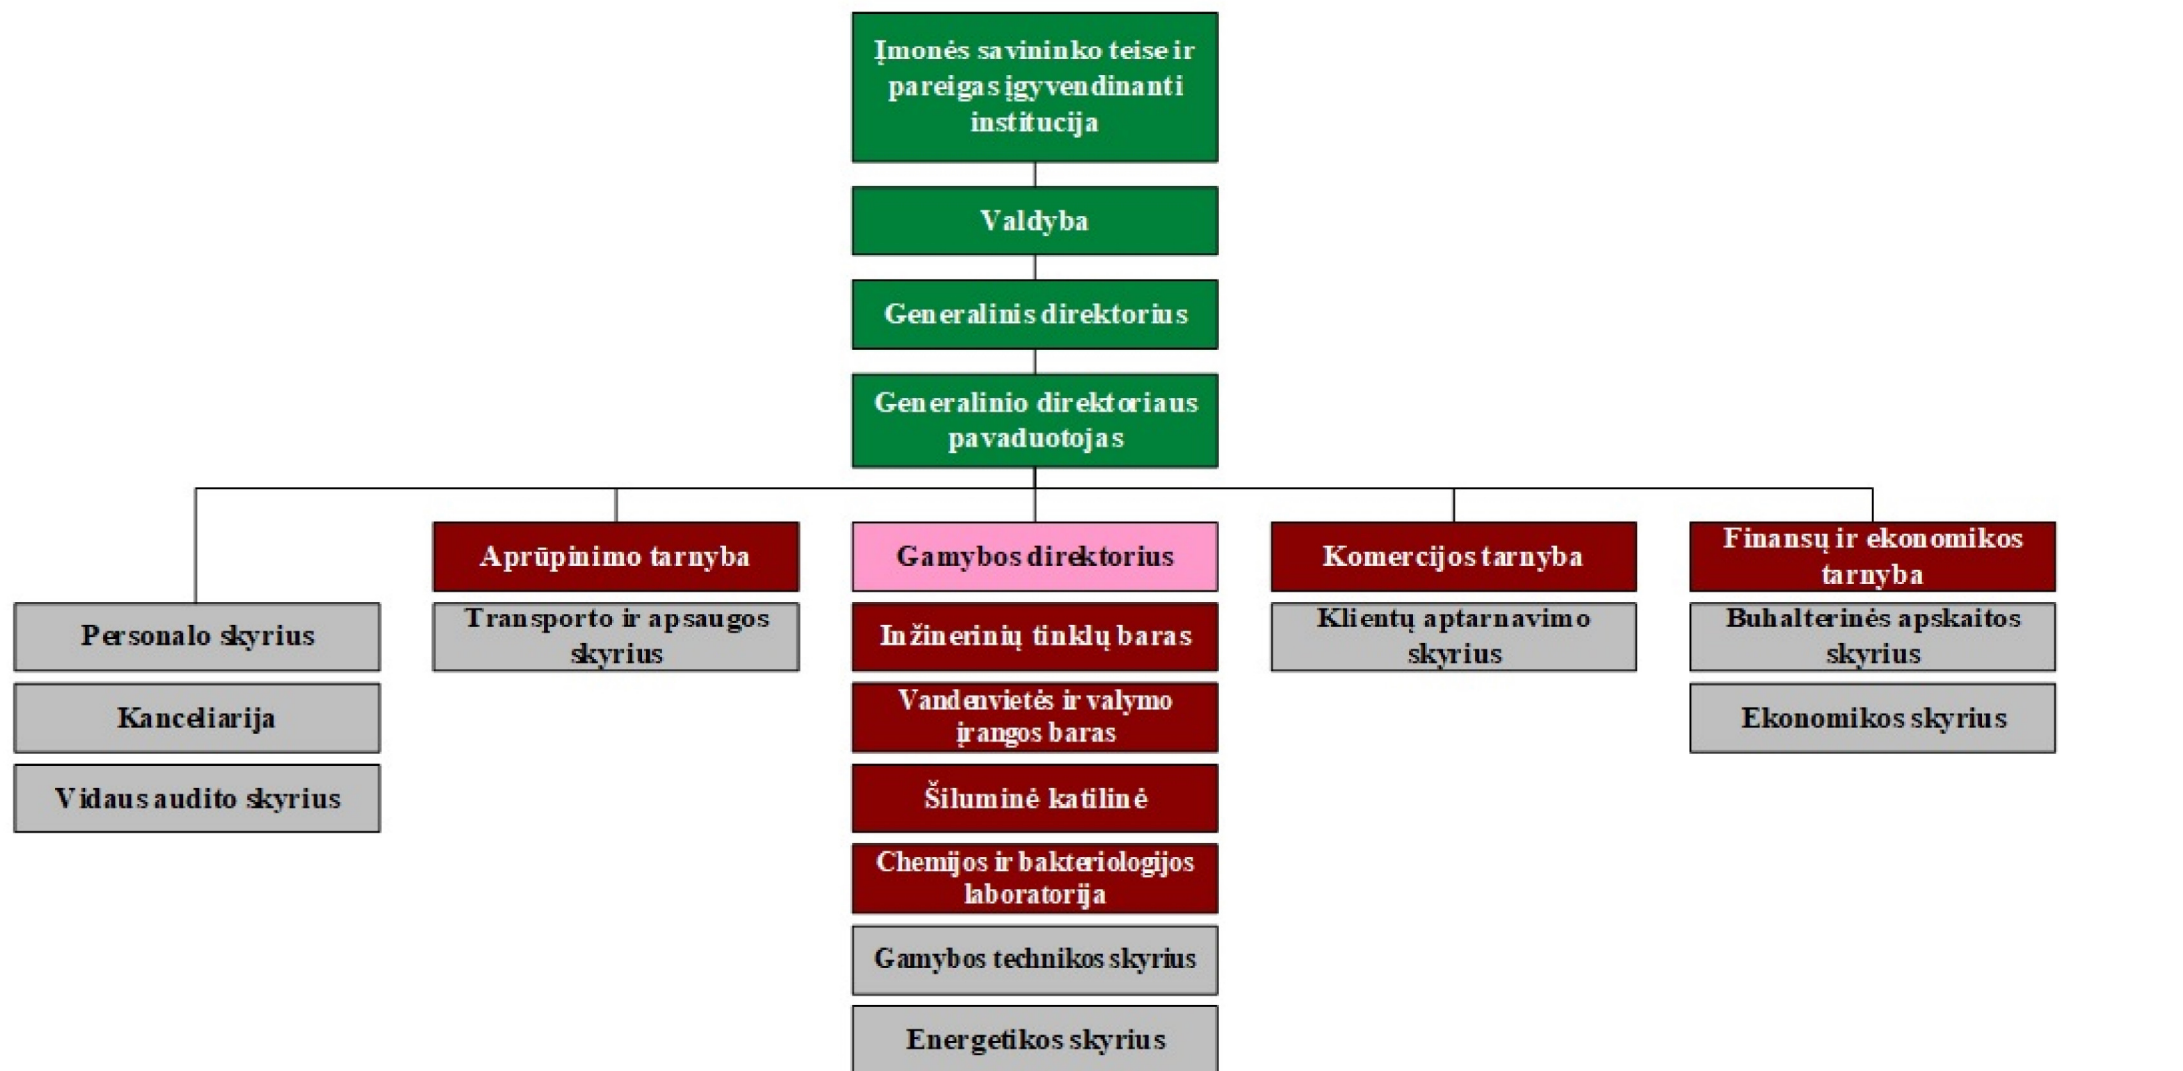 Įmonės savininko teise ir
pareigas įgyvendinanti
institucija
Valdyba
Generalinis direktorius
Generalinio direktoriaus
pavaduotojas
Personalo skyrius
Kanceliarija
Vidaus audito skyrius
Aprūpinimo tarnyba
Transporto ir apsaugos
skyrius
Gamybos direktorius
Inžinerinių tinklų baras
Vandenvietės ir valymo
įrangos baras
Šiluminė katilinė
Chemijos ir bakteriologijos
laboratorija
Gamybos technikos skyrius
Energetikos skyrius
Komercijos tarnyba
Klientų aptarnavimo
skyrius
Finansų ir ekonomikos
tarnyba
Buhalterinės apskaitos
skyrius
Ekonomikos skyrius